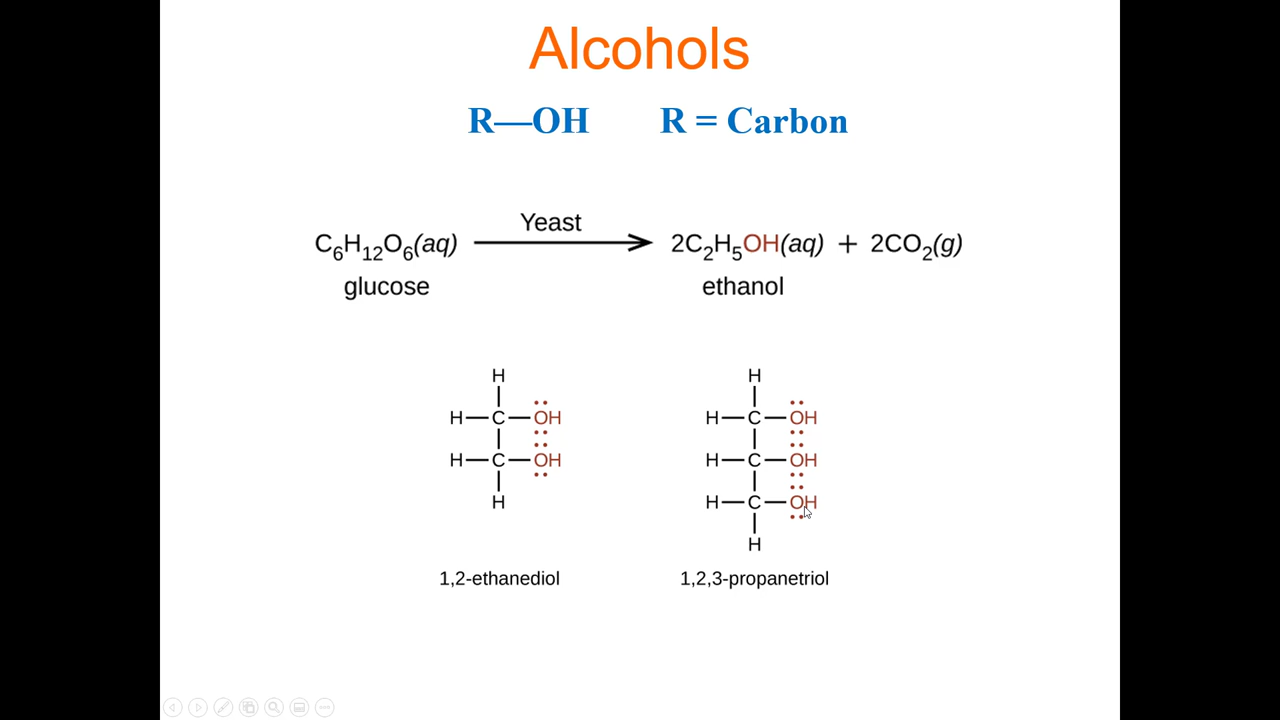 Alcohols
R—OH R = Carbon
Yeast
C6H12O6(aq) 2C2H5OH(aq) + 2CO2(g)
glucose ethanol
H H
H—C—OH H—C—OH
H—C—OH H—C—OH
H H—C—OH
H
1,2-ethanediol 1,2,3-propanetriol